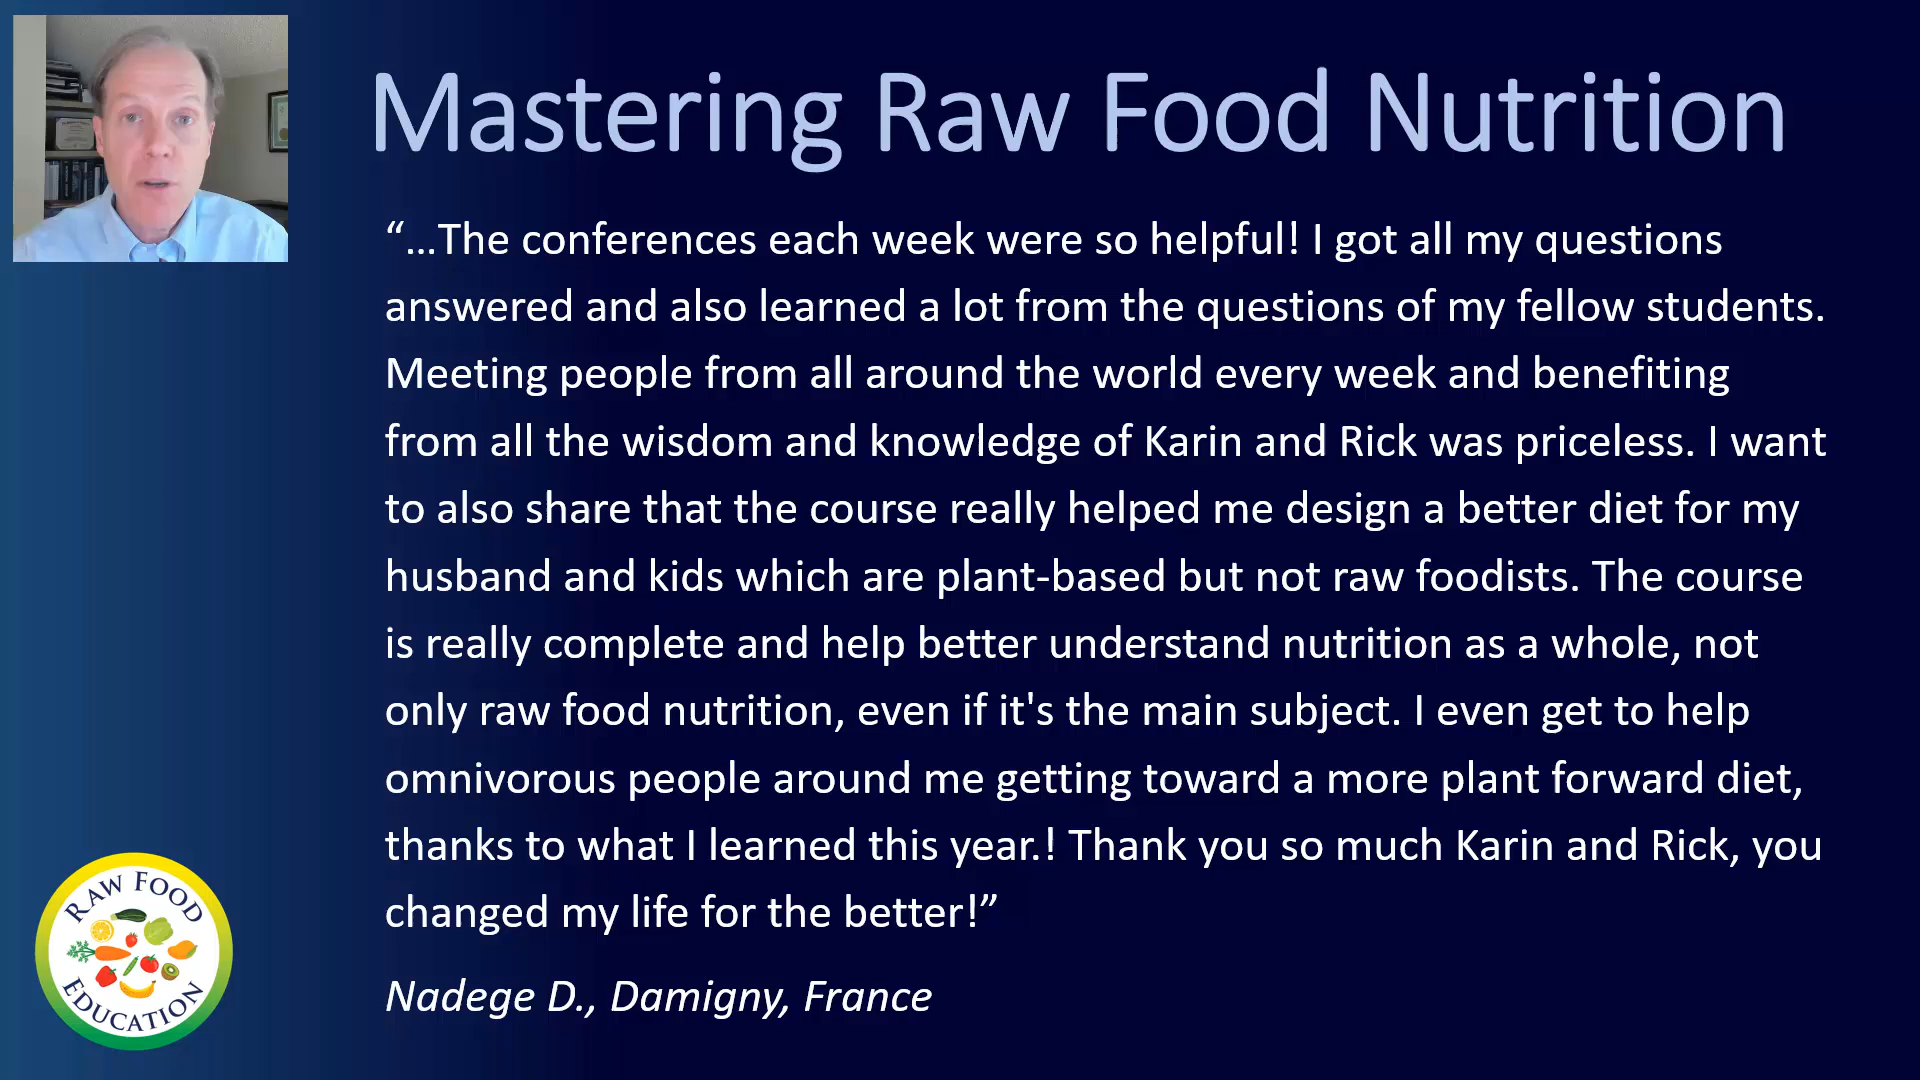 Mastering Raw Food Nutrition
“…The conferences each week were so helpful! I got all my questions
answered and also learned a lot from the questions of my fellow students.
Meeting people from all around the world every week and benefiting
from all the wisdom and knowledge of Karin and Rick was priceless. I want
to also share that the course really helped me design a better diet for my
husband and kids which are plant-based but not raw foodists. The course
is really complete and help better understand nutrition as a whole, not
only raw food nutrition, even if it's the main subject. I even get to help
omnivorous people around me getting toward a more plant forward diet,
thanks to what I learned this year.! Thank you so much Karin and Rick, you
changed my life for the better!”
Nadege D., Damigny, France
RAW FOOD
EDUCATION